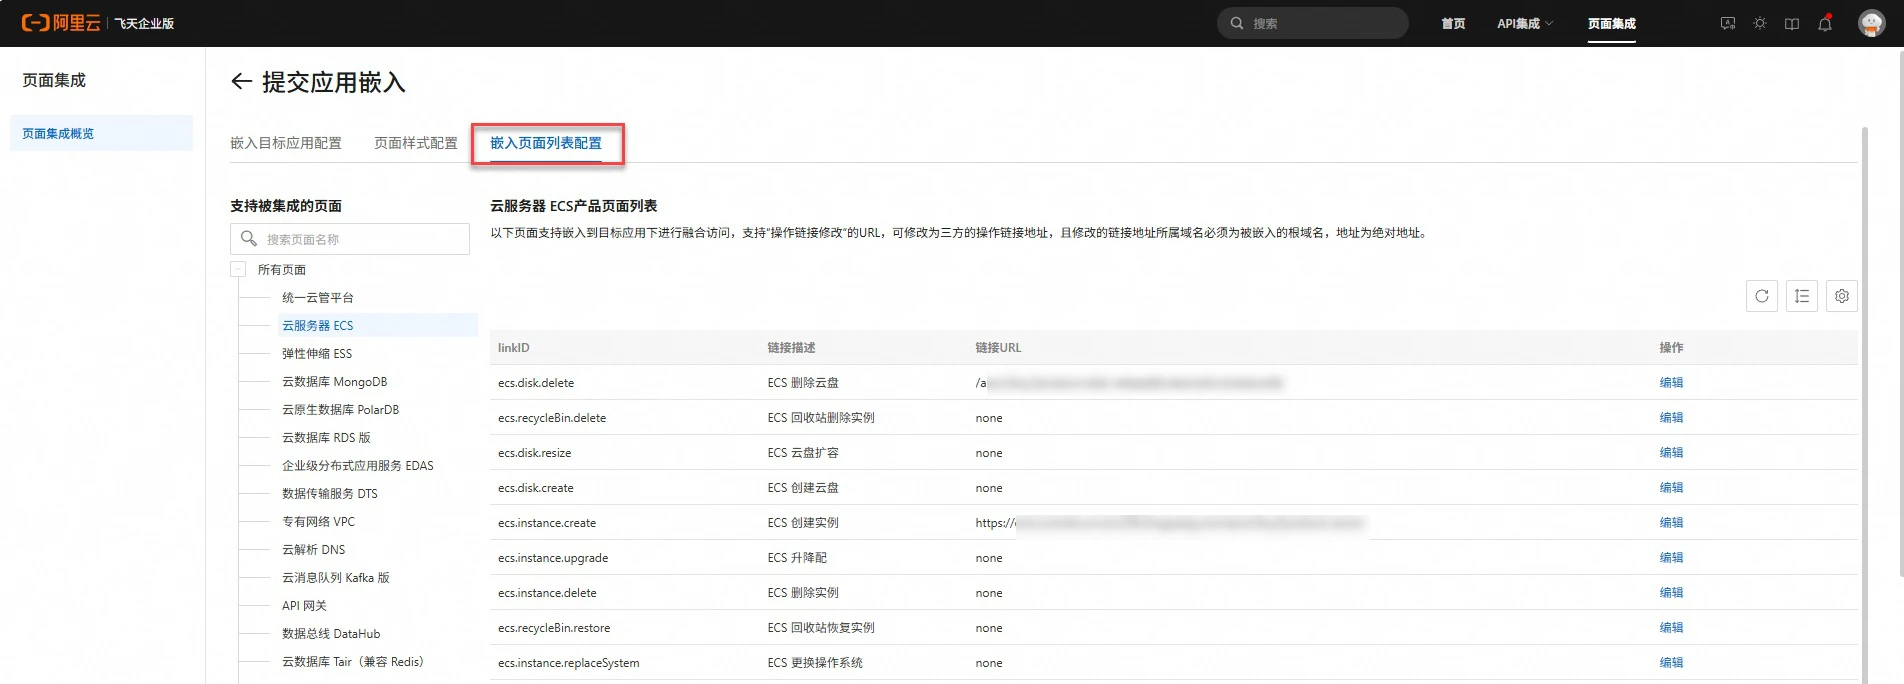 阿里云 飞天企业版 搜索 首页 API集成 页面集成
页面集成
页面集成概览
提交应用嵌入
嵌入目标应用配置 页面样式配置 嵌入页面列表配置
支持被集成的页面
搜索页面名称
所有页面
统一云管平台
云服务器 ECS
弹性伸缩 ESS
云数据库 MongoDB
云原生数据库 PolarDB
云数据库 RDS 版
企业级分布式应用服务 EDAS
数据传输服务 DTS
专有网络 VPC
云解析 DNS
云消息队列 Kafka 版
API 网关
数据总线 DataHub
云数据库 Tair（兼容 Redis）
云服务器 ECS产品页面列表
以下页面支持嵌入到目标应用下进行融合访问，支持“操作链接修改”的URL，可修改为三方的操作链接地址，且修改的链接地址所属域名必须为被嵌入的根域名，地址为绝对地址。
linkID 链接描述 链接URL 操作
ecs.disk.delete ECS 删除云盘 /a 编辑
ecs.recycleBin.delete ECS 回收站删除实例 none 编辑
ecs.disk.resize ECS 云盘扩容 none 编辑
ecs.disk.create ECS 创建云盘 none 编辑
ecs.instance.create ECS 创建实例 https:// 编辑
ecs.instance.upgrade ECS 升降配 none 编辑
ecs.instance.delete ECS 删除实例 none 编辑
ecs.recycleBin.restore ECS 回收站恢复实例 none 编辑
ecs.instance.replaceSystem ECS 更换操作系统 none 编辑